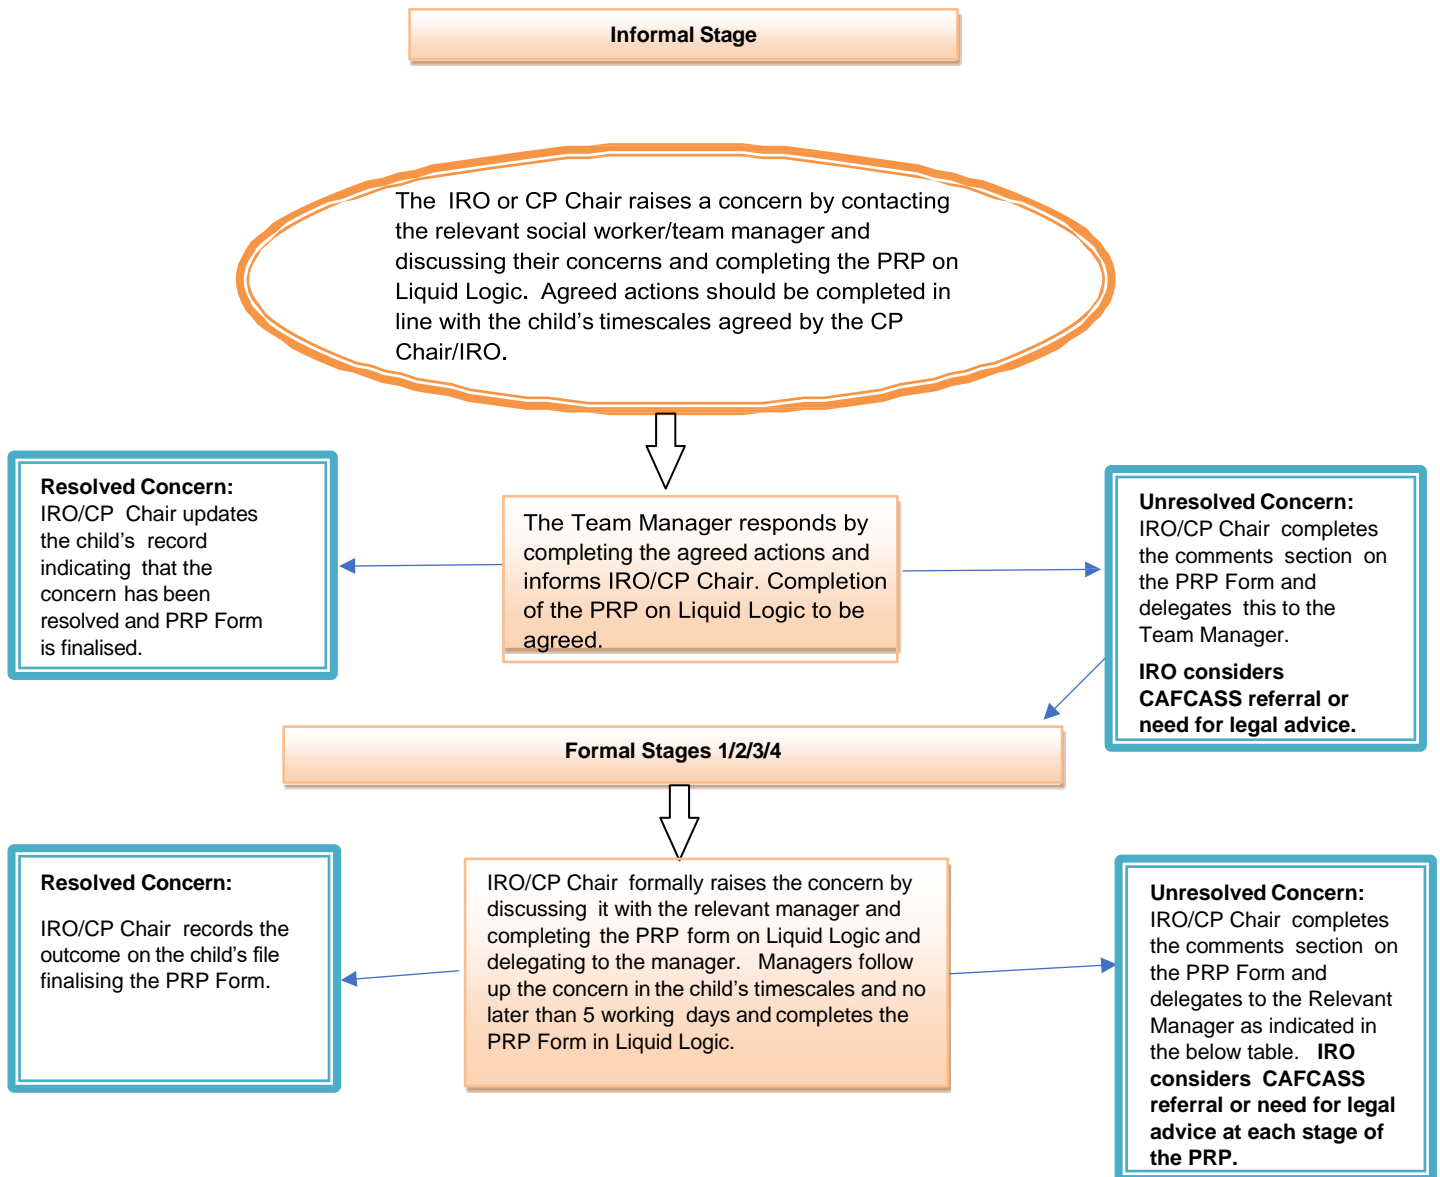 Informal Stage
The IRO or CP Chair raises a concern by contacting
the relevant social worker/team manager and
discussing their concerns and completing the PRP on
Liquid Logic. Agreed actions should be completed in
line with the child's timescales agreed by the CP
Chair/IRO.
Resolved Concern:
IRO/CP Chair updates
the child's record
indicating that the
concern has been
resolved and PRP Form
is finalised.
The Team Manager responds by
completing the agreed actions and
informs IRO/CP Chair. Completion
of the PRP on Liquid Logic to be
agreed.
Unresolved Concern:
IRO/CP Chair completes
the comments section on
the PRP Form and
delegates this to the
Team Manager.
IRO considers
CAFCASS referral or
need for legal advice.
Formal Stages 1/2/3/4
Resolved Concern:
IRO/CP Chair records the
outcome on the child's file
finalising the PRP Form.
IRO/CP Chair formally raises the concern by
discussing it with the relevant manager and
completing the PRP form on Liquid Logic and
delegating to the manager. Managers follow
up the concern in the child's timescales and no
later than 5 working days and completes the
PRP Form in Liquid Logic.
Unresolved Concern:
IRO/CP Chair completes
the comments section on
the PRP Form and
delegates to the Relevant
Manager as indicated in
the below table. IRO
considers CAFCASS
referral or need for legal
advice at each stage of
the PRP.